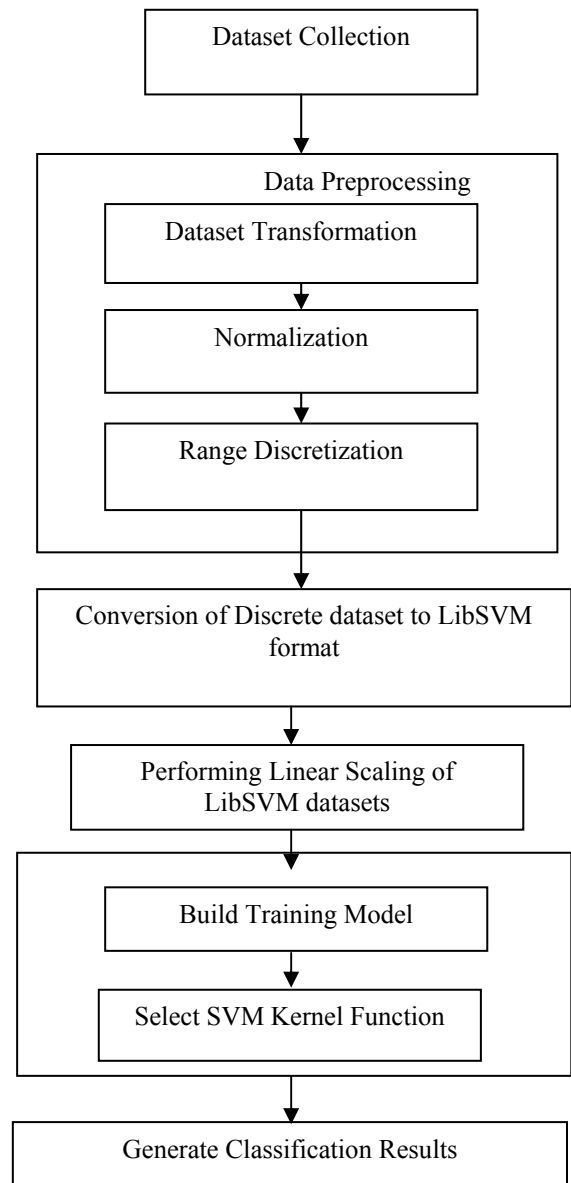 Dataset Collection
Data Preprocessing
Dataset Transformation
Normalization
Range Discretization
Conversion of Discrete dataset to LibSVM
format
Performing Linear Scaling of
LibSVM datasets
Build Training Model
Select SVM Kernel Function
Generate Classification Results